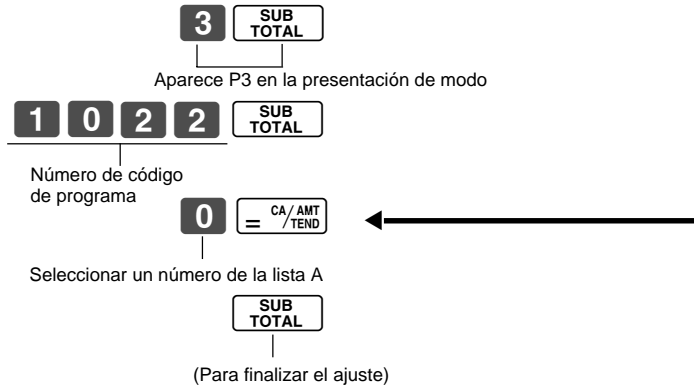 3 SUB TOTAL
Aparece P3 en la presentación de modo
1 0 2 2 SUB TOTAL
Número de código
de programa
0 = CA/AMT/TEND
Seleccionar un número de la lista A
SUB
TOTAL
(Para finalizar el ajuste)